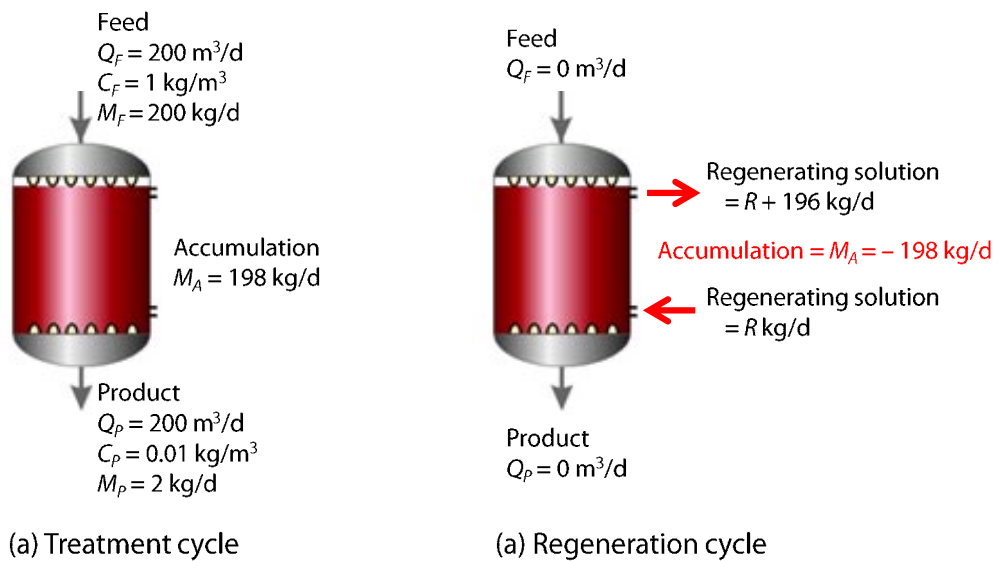 Feed
Q_F = 200 m³/d
C_F = 1 kg/m³
M_F = 200 kg/d
Accumulation
M_A = 198 kg/d
Product
Q_P = 200 m³/d
C_P = 0.01 kg/m³
M_P = 2 kg/d
(a) Treatment cycle
Feed
Q_F = 0 m³/d
Regenerating solution
= R + 196 kg/d
Accumulation = M_A = – 198 kg/d
Regenerating solution
= R kg/d
Product
Q_P = 0 m³/d
(a) Regeneration cycle